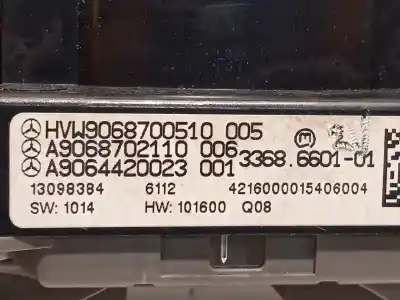 HVW9068700510 005
A9068702110 006 3368.6601-01
A9064420023 001
13098384 6112 4216000015406004
SW: 1014 HW: 101600 Q08